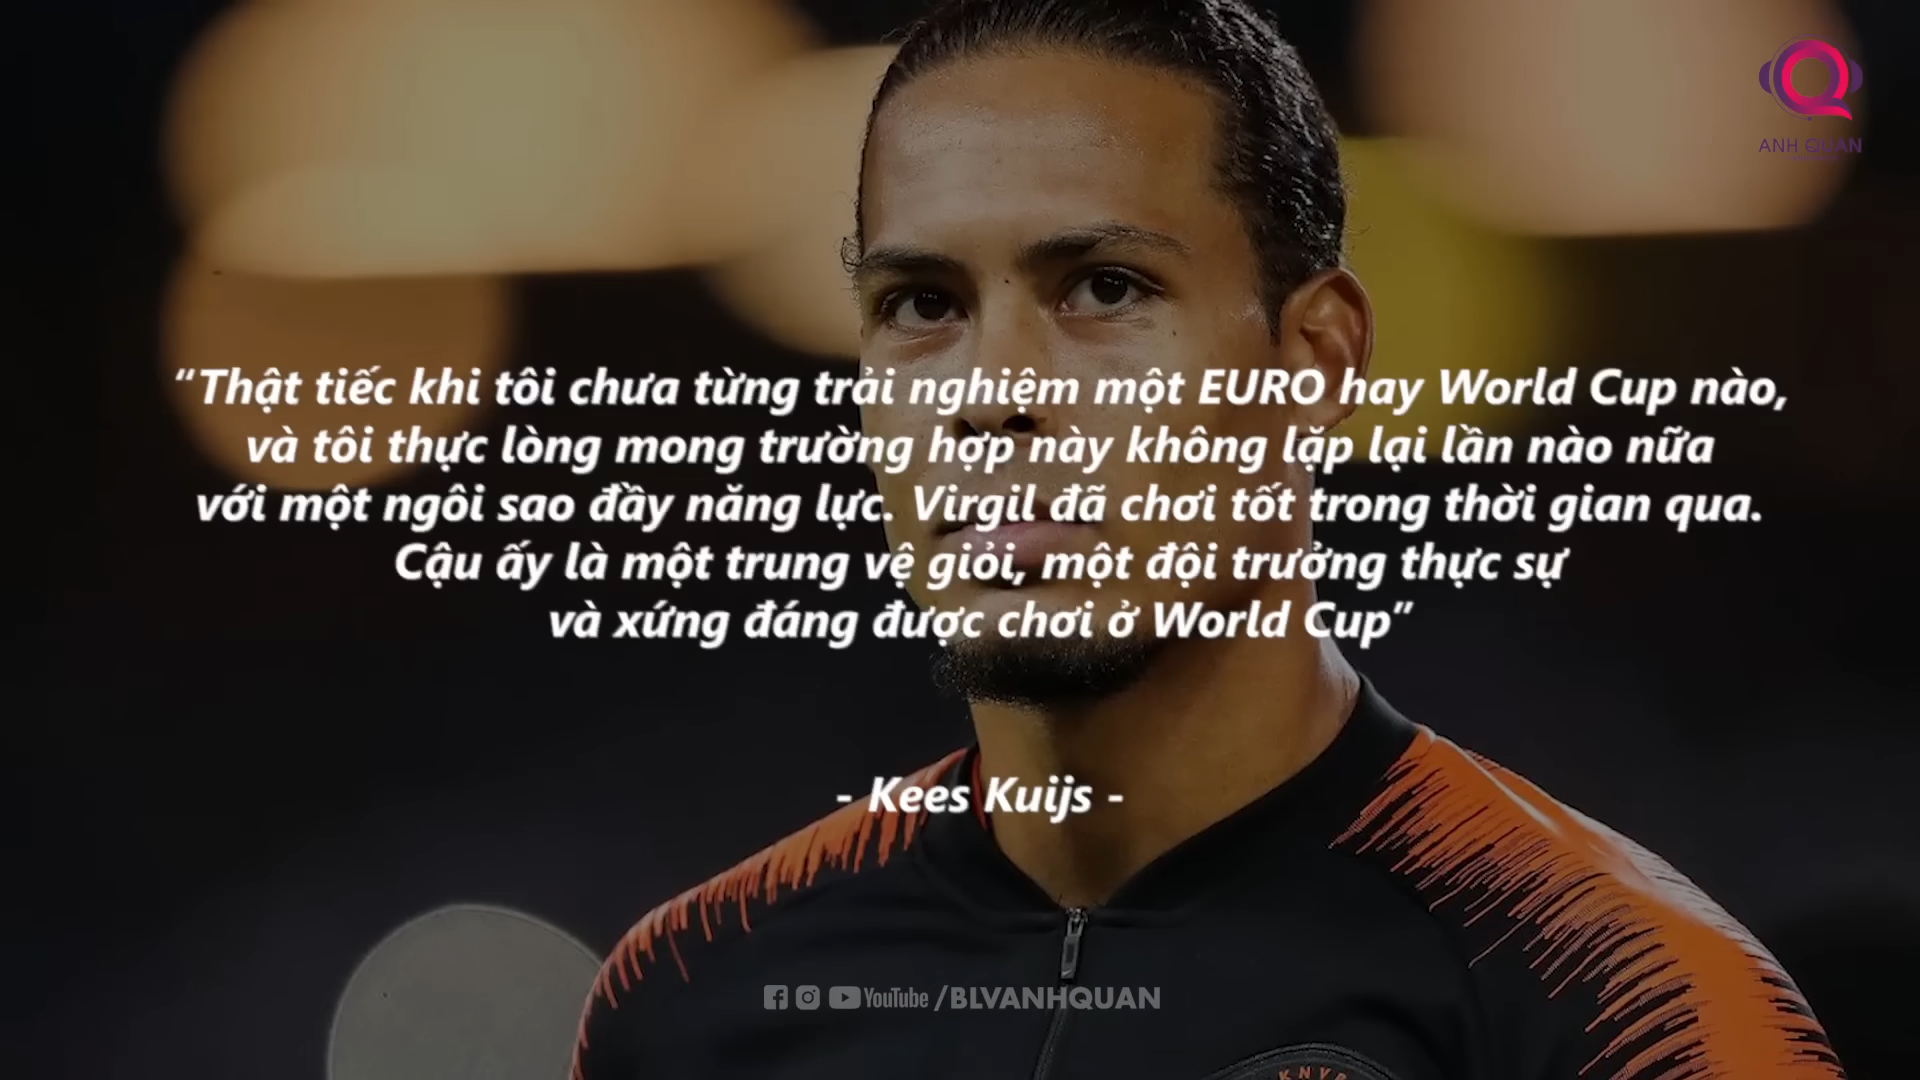 ANH QUAN
“Thật tiếc khi tôi chưa từng trải nghiệm một EURO hay World Cup nào,
và tôi thực lòng mong trường hợp này không lặp lại lần nào nữa
với một ngôi sao đầy năng lực. Virgil đã chơi tốt trong thời gian qua.
Cậu ấy là một trung vệ giỏi, một đội trưởng thực sự
và xứng đáng được chơi ở World Cup”
- Kees Kuijs -
YouTube /BLVANHQUAN